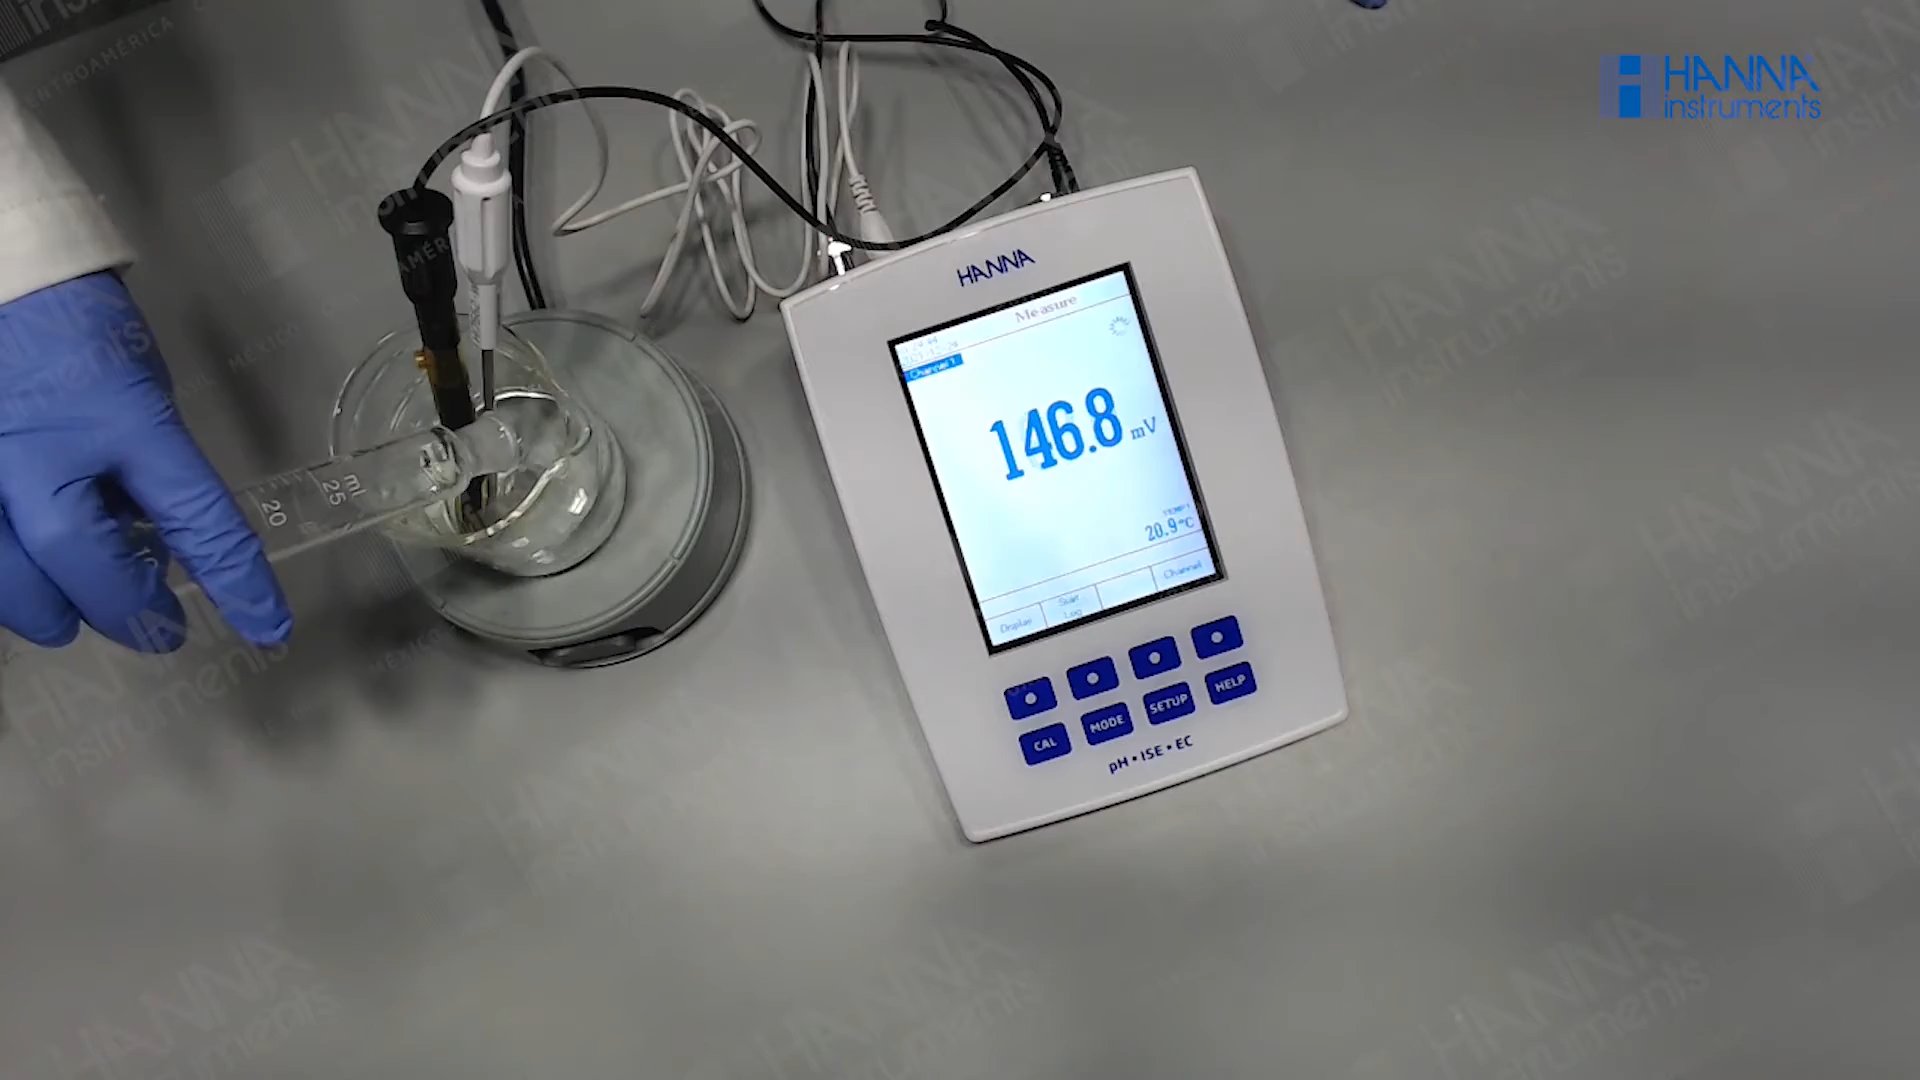 HANNA
instruments
HANNA
Measure
Channel 1
146.8 mV
20.9 °C
Display
Start
Log
Channel
CAL
MODE
SETUP
HELP
pH • ISE • EC
ml
25
20